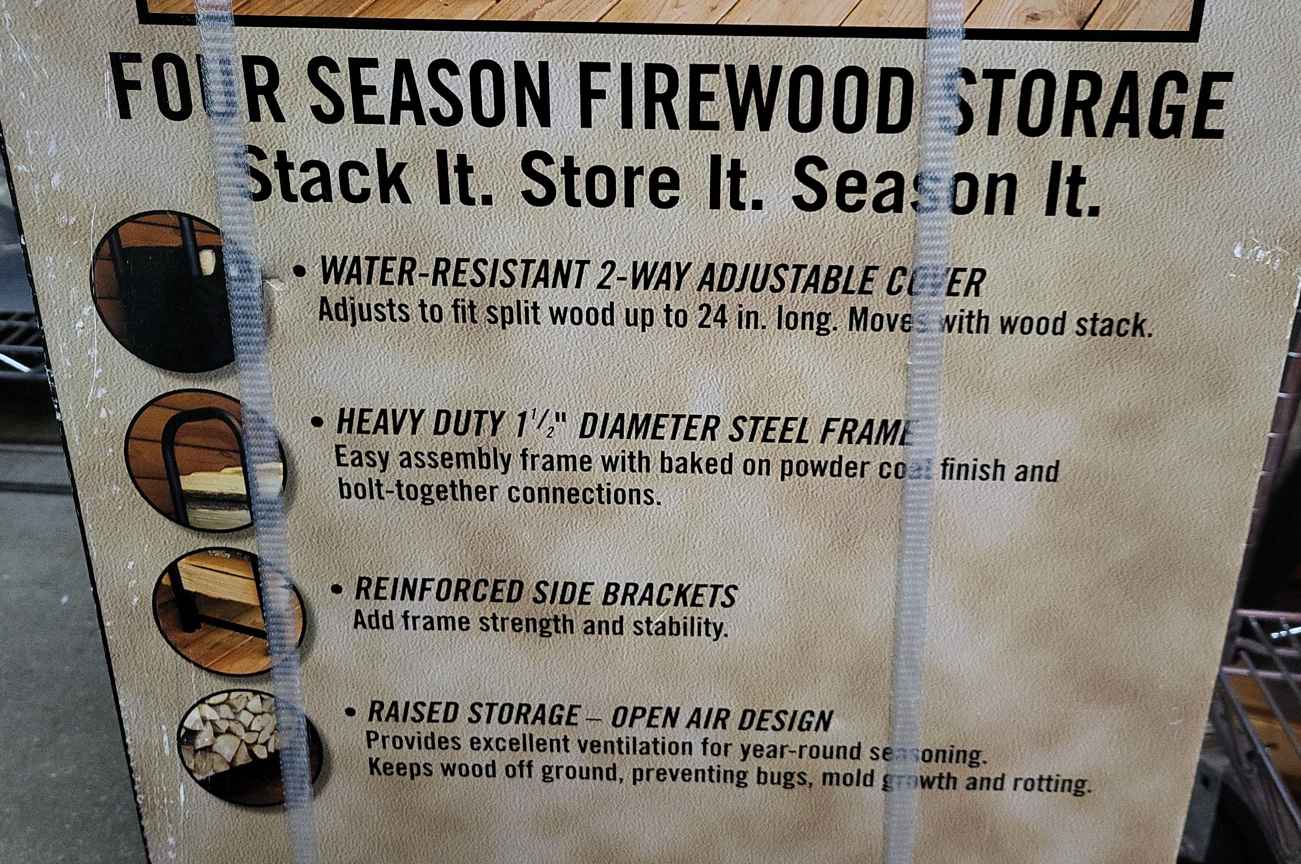 FOUR SEASON FIREWOOD STORAGE
Stack It. Store It. Season It.
• WATER-RESISTANT 2-WAY ADJUSTABLE COVER
Adjusts to fit split wood up to 24 in. long. Moves with wood stack.
• HEAVY DUTY 1 1/2" DIAMETER STEEL FRAME
Easy assembly frame with baked on powder coat finish and
bolt-together connections.
• REINFORCED SIDE BRACKETS
Add frame strength and stability.
• RAISED STORAGE – OPEN AIR DESIGN
Provides excellent ventilation for year-round seasoning.
Keeps wood off ground, preventing bugs, mold growth and rotting.